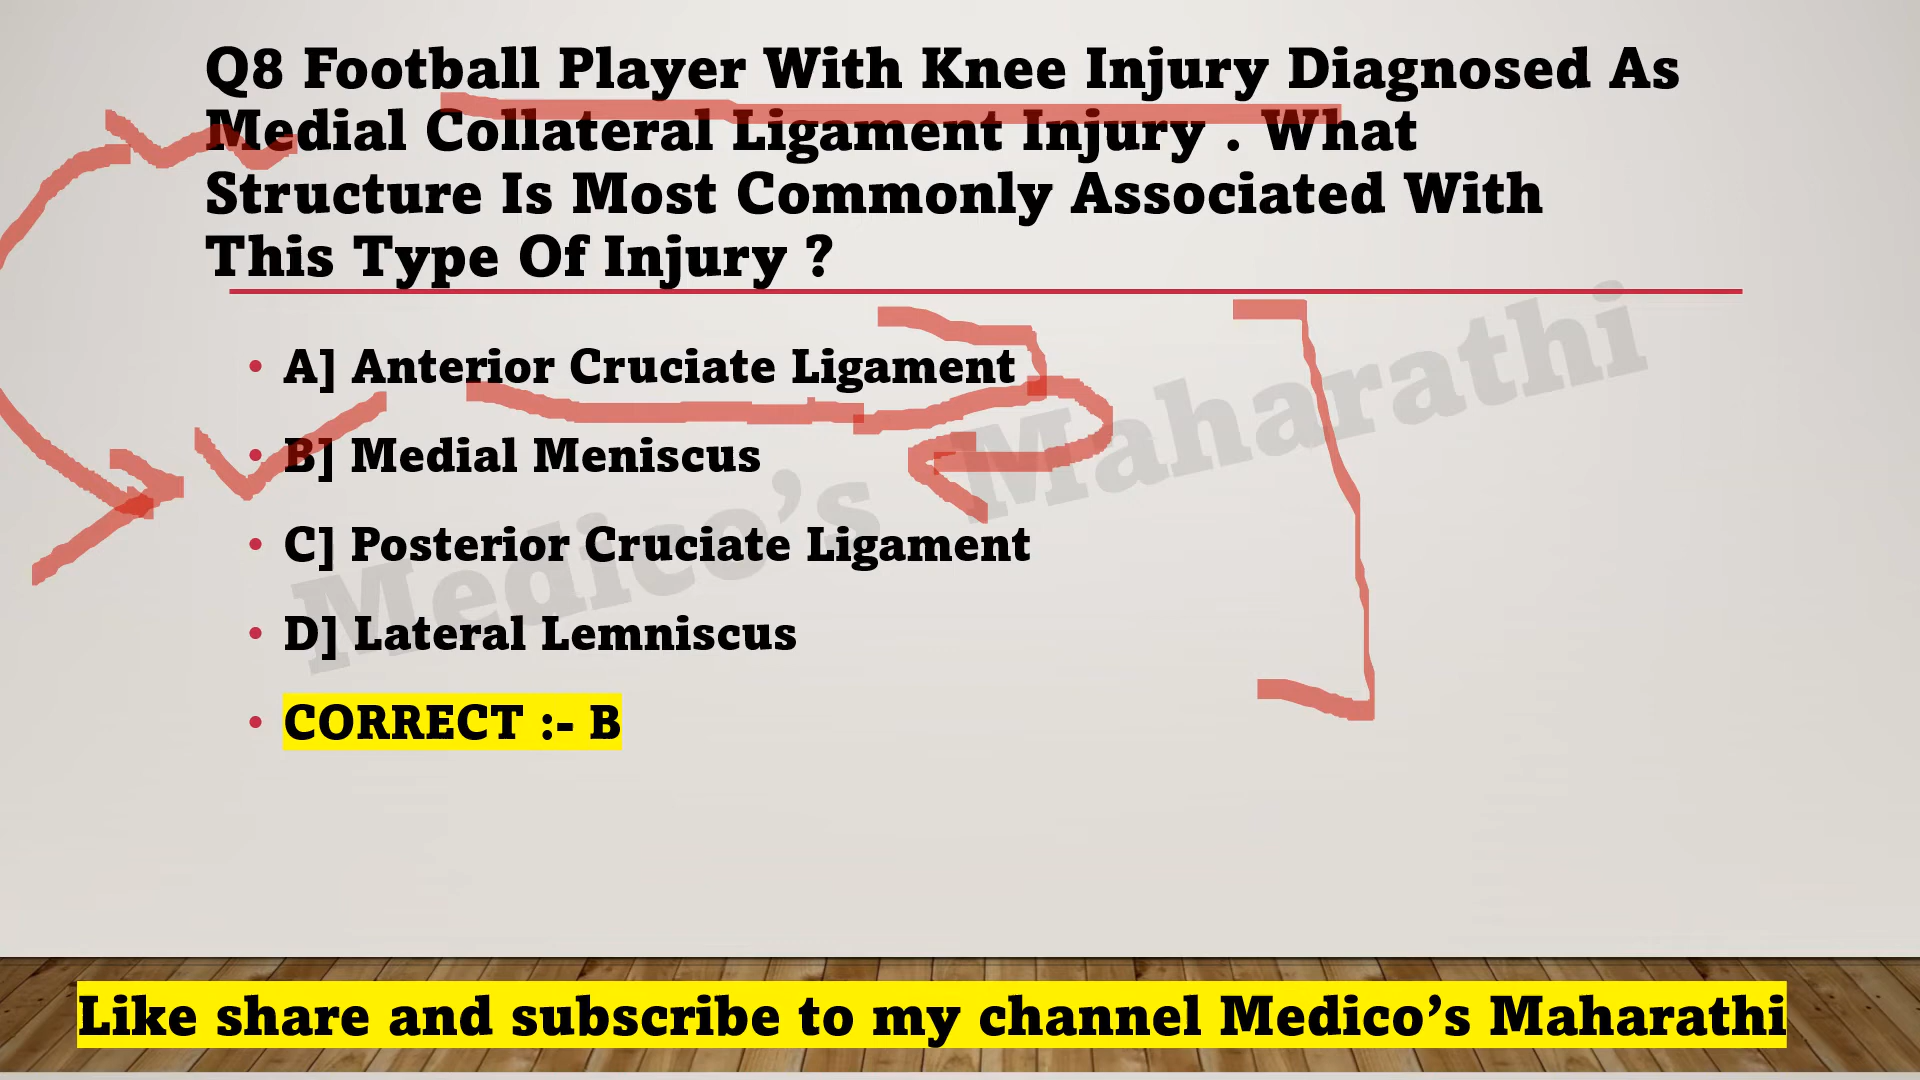 Q8 Football Player With Knee Injury Diagnosed As
Medial Collateral Ligament Injury . What
Structure Is Most Commonly Associated With
This Type Of Injury ?
• A] Anterior Cruciate Ligament
• B] Medial Meniscus
• C] Posterior Cruciate Ligament
• D] Lateral Lemniscus
• CORRECT :- B
Medico’s Maharathi
Like share and subscribe to my channel Medico’s Maharathi